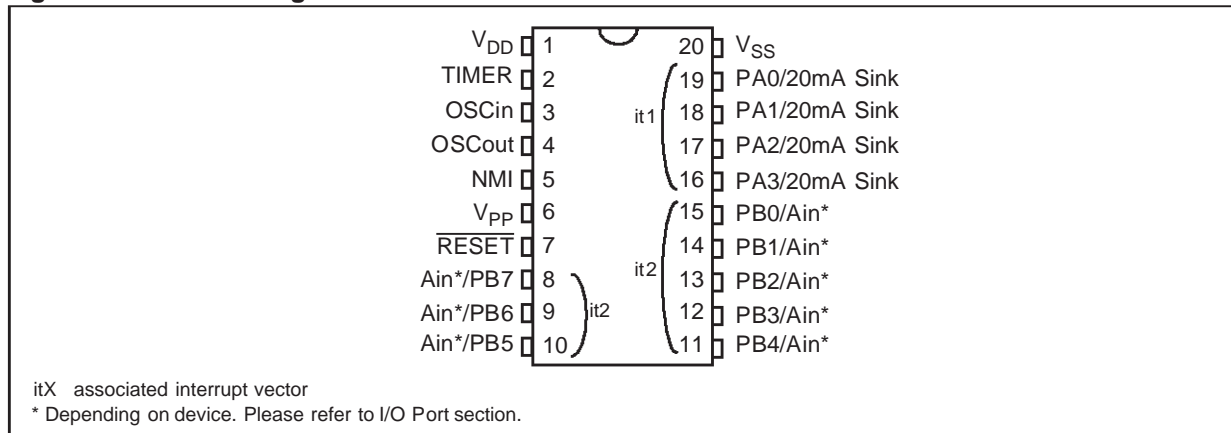 V_DD 1 20 V_SS
TIMER 2 19 PA0/20mA Sink
OSCin 3 it1 18 PA1/20mA Sink
OSCout 4 17 PA2/20mA Sink
NMI 5 16 PA3/20mA Sink
V_PP 6 15 PB0/Ain*
RESET 7 14 PB1/Ain*
Ain*/PB7 8 it2 13 PB2/Ain*
Ain*/PB6 9 it2 12 PB3/Ain*
Ain*/PB5 10 11 PB4/Ain*
itX associated interrupt vector
* Depending on device. Please refer to I/O Port section.